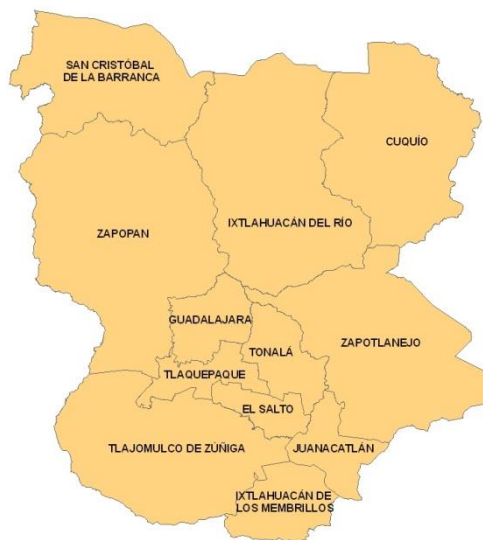 SAN CRISTÓBAL
DE LA BARRANCA
CUQUÍO
IXTLAHUACÁN DEL RÍO
ZAPOPAN
GUADALAJARA
ZAPOTLANEJO
TONALÁ
TLAQUEPAQUE
EL SALTO
TLAJOMULCO DE ZÚÑIGA
JUANACATLÁN
IXTLAHUACÁN DE
LOS MEMBRILLOS